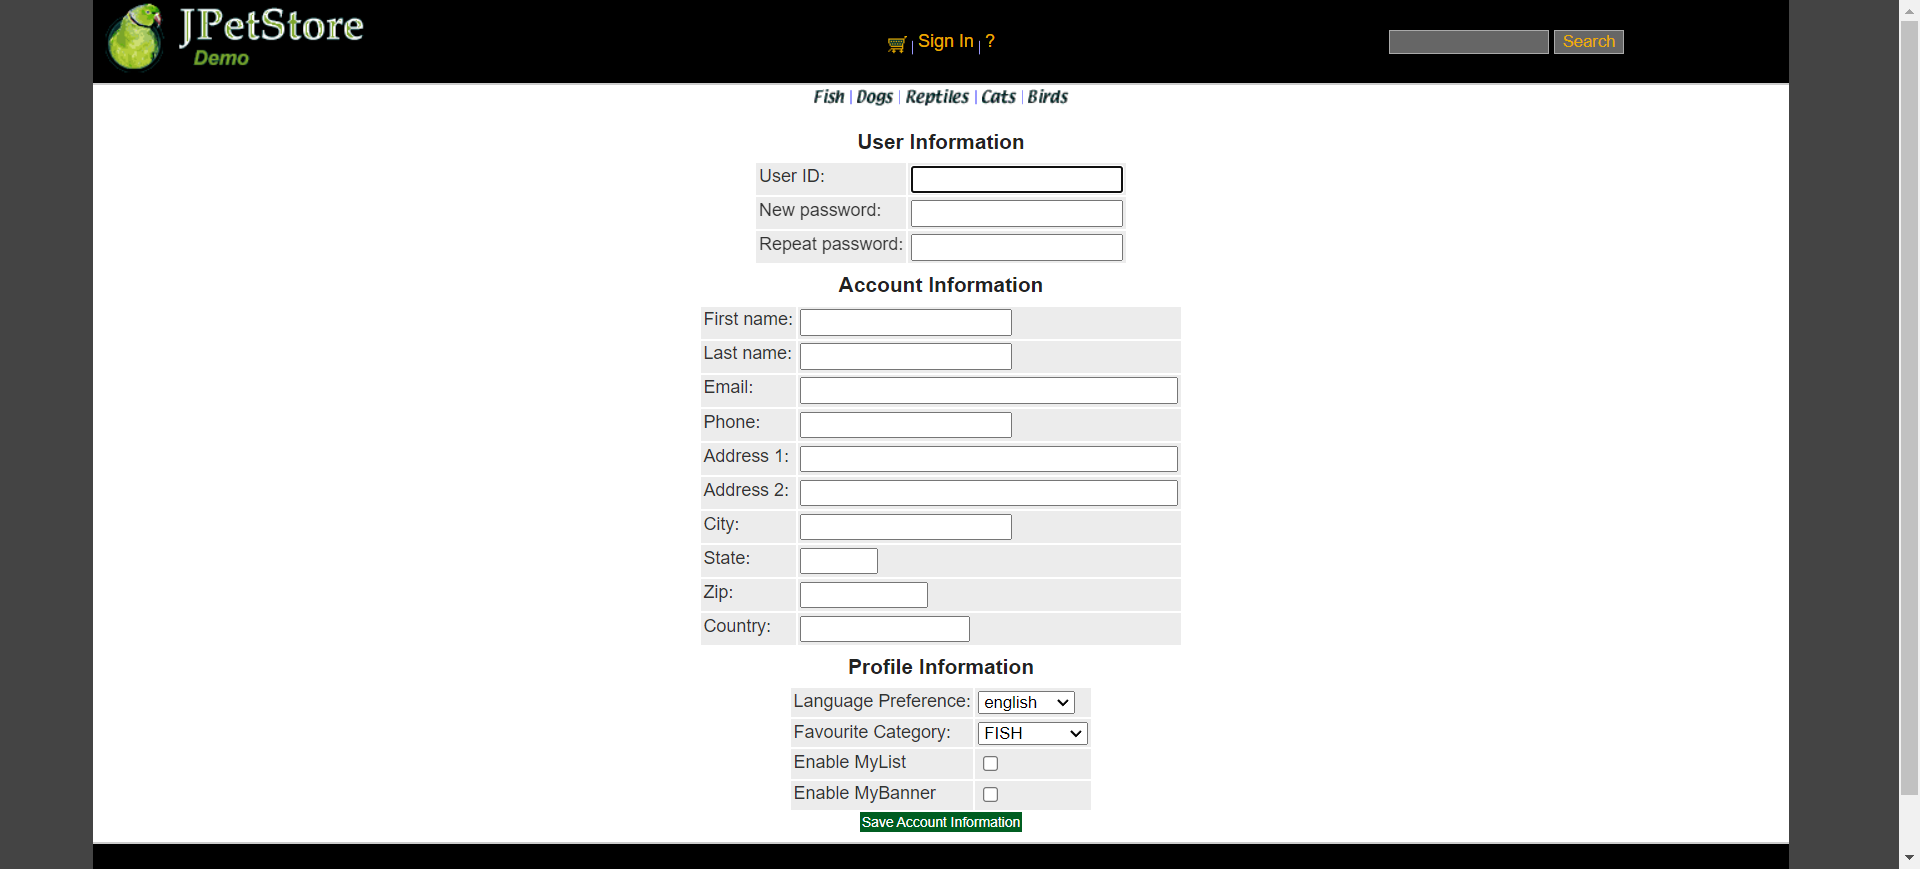 JPetStore
Demo
Sign In ?
Search
Fish Dogs Reptiles Cats Birds
User Information
User ID:
New password:
Repeat password:
Account Information
First name:
Last name:
Email:
Phone:
Address 1:
Address 2:
City:
State:
Zip:
Country:
Profile Information
Language Preference: english
Favourite Category: FISH
Enable MyList
Enable MyBanner
Save Account Information